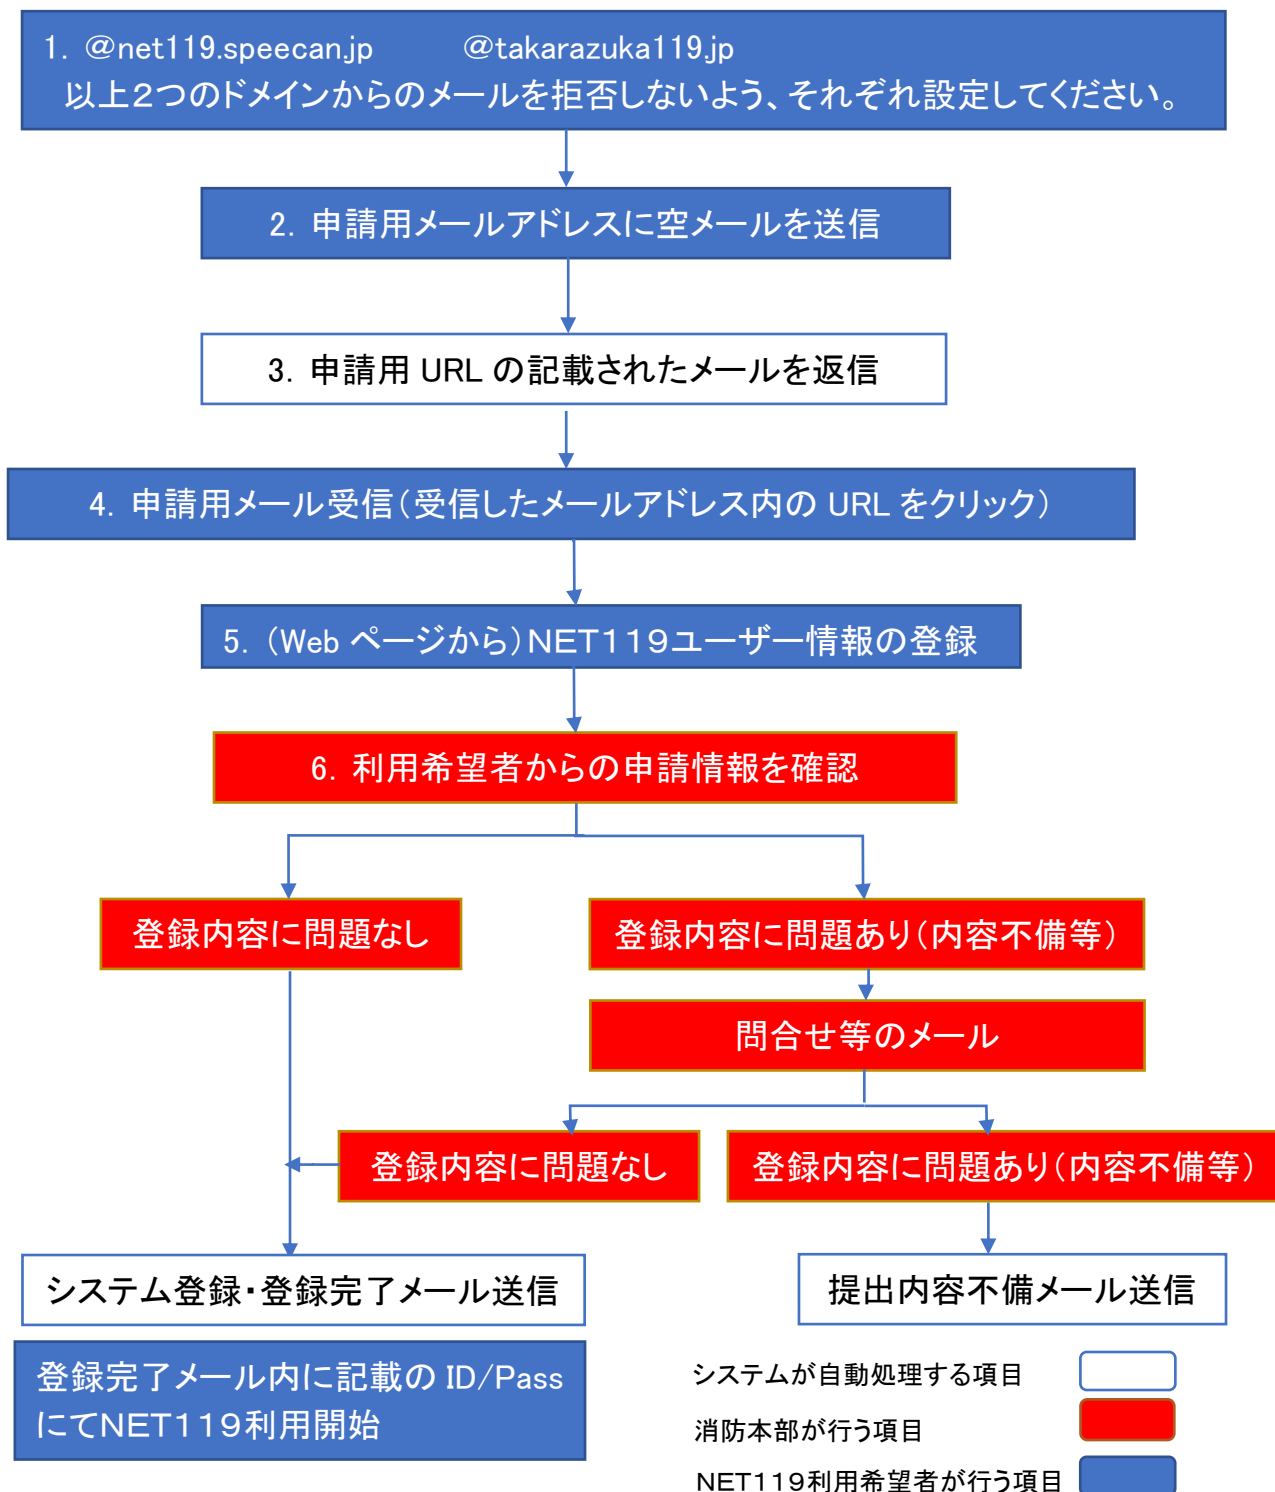 1. @net119.speecan.jp　　@takarazuka119.jp
以上２つのドメインからのメールを拒否しないよう、それぞれ設定してください。
2. 申請用メールアドレスに空メールを送信
3. 申請用 URL の記載されたメールを返信
4. 申請用メール受信（受信したメールアドレス内の URL をクリック）
5. （Web ページから）ＮＥＴ１１９ユーザー情報の登録
6. 利用希望者からの申請情報を確認
登録内容に問題なし
登録内容に問題あり（内容不備等）
問合せ等のメール
登録内容に問題なし
登録内容に問題あり（内容不備等）
システム登録・登録完了メール送信
提出内容不備メール送信
登録完了メール内に記載の ID/Pass
にてＮＥＴ１１９利用開始
システムが自動処理する項目
消防本部が行う項目
ＮＥＴ１１９利用希望者が行う項目